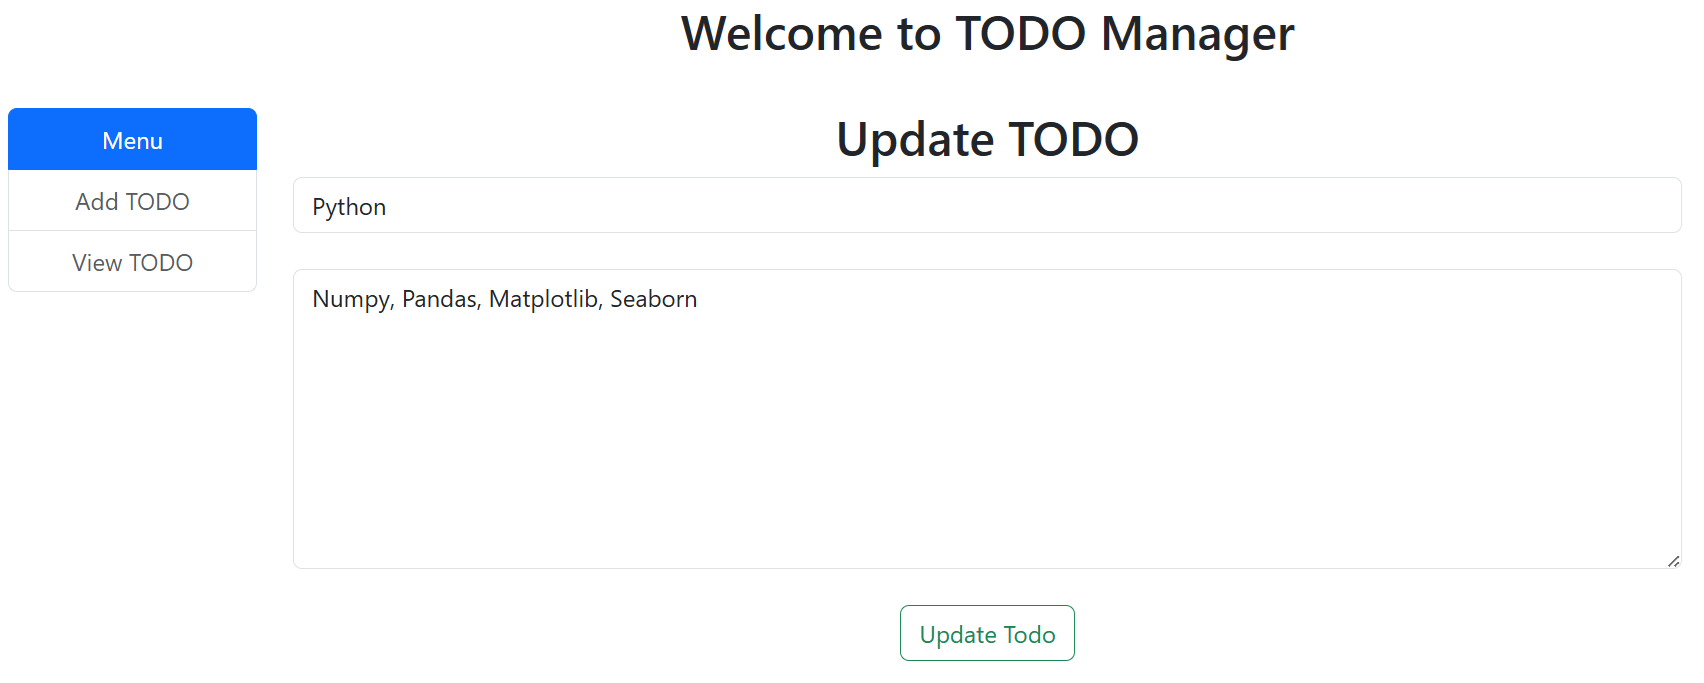 Welcome to TODO Manager
Menu
Add TODO
View TODO
Update TODO
Python
Numpy, Pandas, Matplotlib, Seaborn
Update Todo